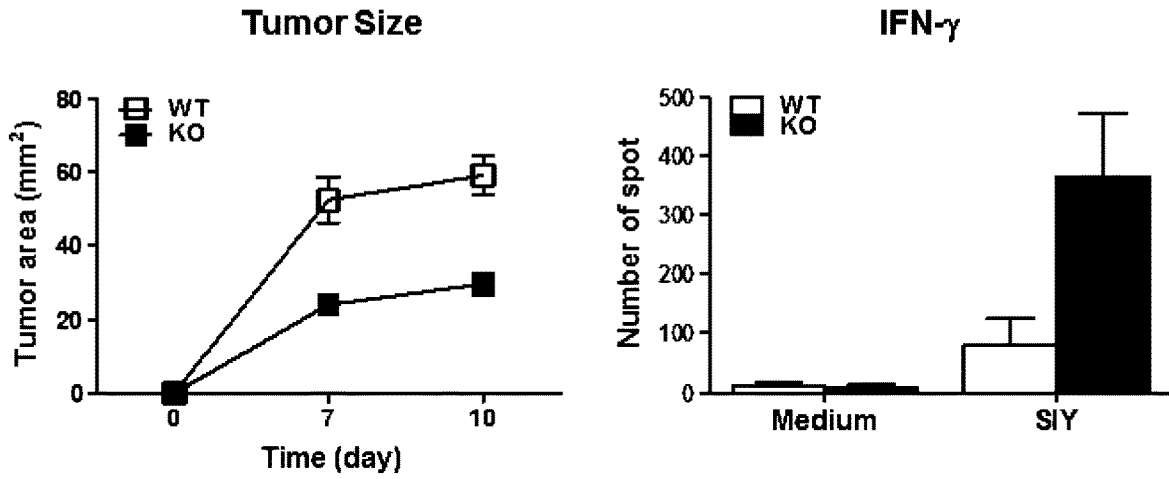 Tumor Size
Tumor area (mm²)
80
60
40
20
0
WT
KO
0 7 10
Time (day)
IFN-γ
Number of spot
500
400
300
200
100
0
WT
KO
Medium SIY